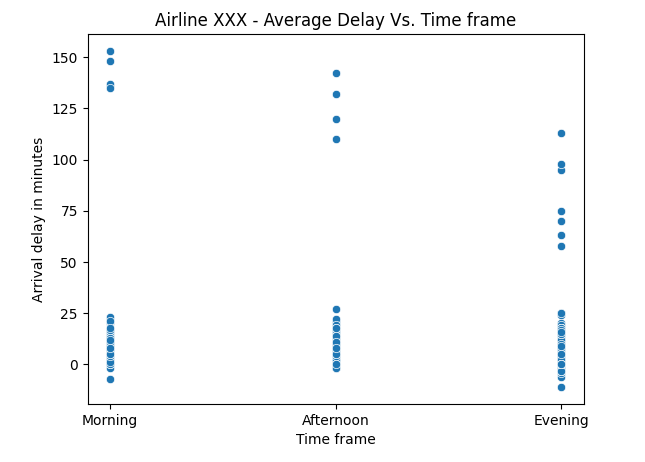 Airline XXX - Average Delay Vs. Time frame
150
125
100
75
50
25
0
Arrival delay in minutes
Morning Afternoon Evening
Time frame